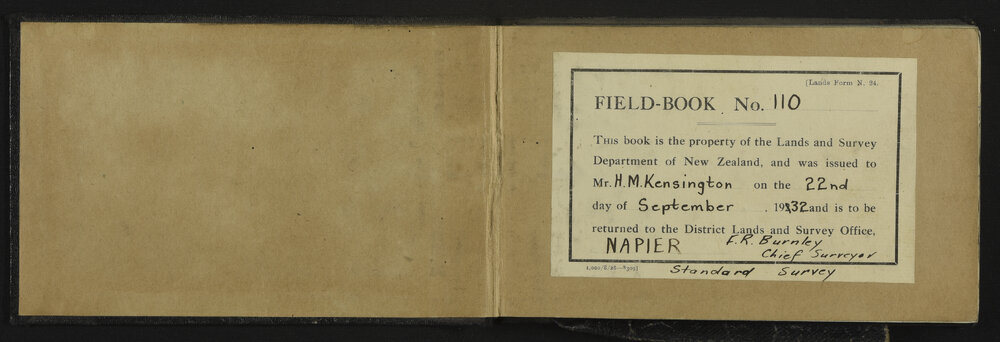 (Lands Form N. 24.
FIELD-BOOK No. 110
THIS book is the property of the Lands and Survey
Department of New Zealand, and was issued to
Mr. H. M. Kensington on the 22nd
day of September . 1932 and is to be
returned to the District Lands and Survey Office,
NAPIER F. R. Burnley
Chief Surveyor
Standard Survey